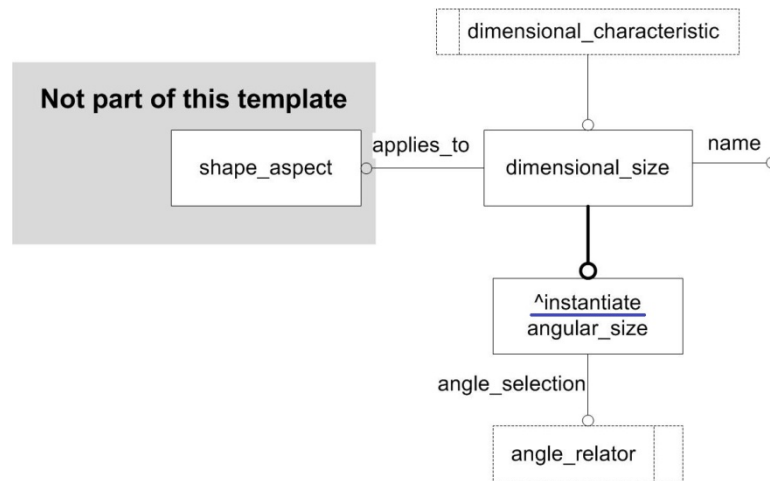 dimensional_characteristic
Not part of this template
shape_aspect
applies_to
dimensional_size
name
^instantiate
angular_size
angle_selection
angle_relator